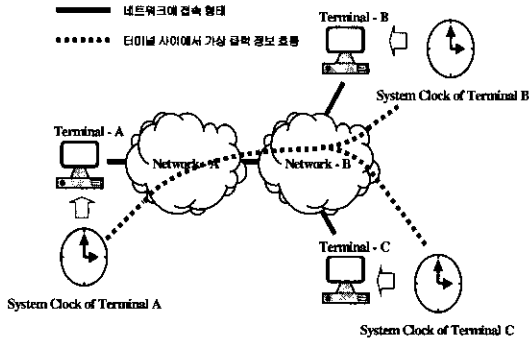 네트워크에 접속 형태
터미널 사이에서 가상 음악 정보 흐름
Terminal - B
System Clock of Terminal B
Terminal - A
Network - A
Network - B
System Clock of Terminal A
Terminal - C
System Clock of Terminal C